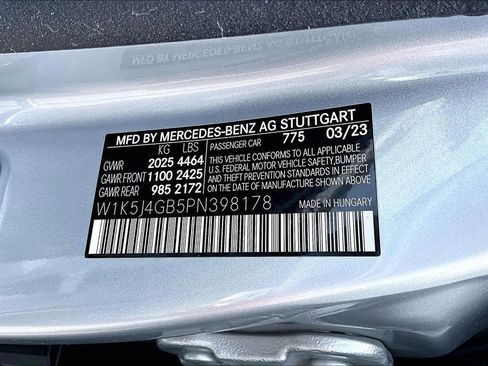 MFD BY MERCEDES-BENZ AG STUTTGART
KG LBS PASSENGER CAR 775 03/23
GVWR 2025 4464
GAWR FRONT 1100 2425
GAWR REAR 985 2172
THIS VEHICLE CONFORMS TO ALL APPLICABLE
U.S. FEDERAL MOTOR VEHICLE SAFETY, BUMPER
AND THEFT PREVENTION STANDARDS IN EFFECT
ON THE DATE OF MANUFACTURE SHOWN ABOVE.
W1K5J4GB5PN398178
MADE IN HUNGARY